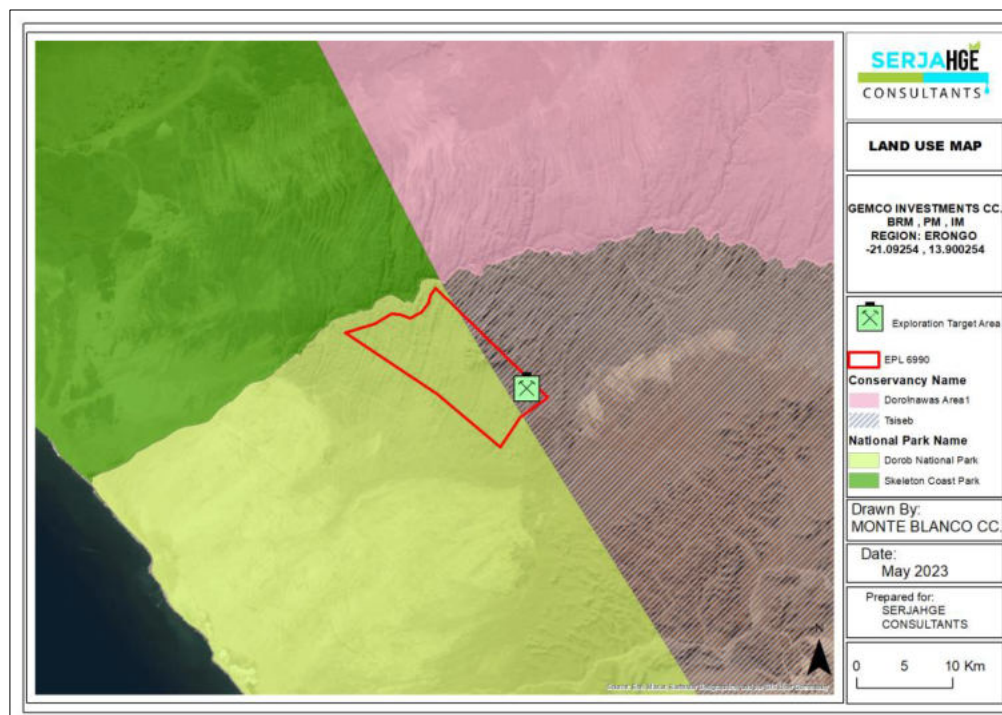 SERJAHGE
CONSULTANTS
LAND USE MAP
GEMCO INVESTMENTS CC.
BRM , PM , IM
REGION: ERONGO
-21.09254 , 13.900254
Exploration Target Area
EPL 6990
Conservancy Name
DoroInawas Area1
Tsiseb
National Park Name
Dorob National Park
Skeleton Coast Park
Drawn By:
MONTE BLANCO CC.
Date:
May 2023
Prepared for:
SERJAHGE
CONSULTANTS
N
0 5 10 Km